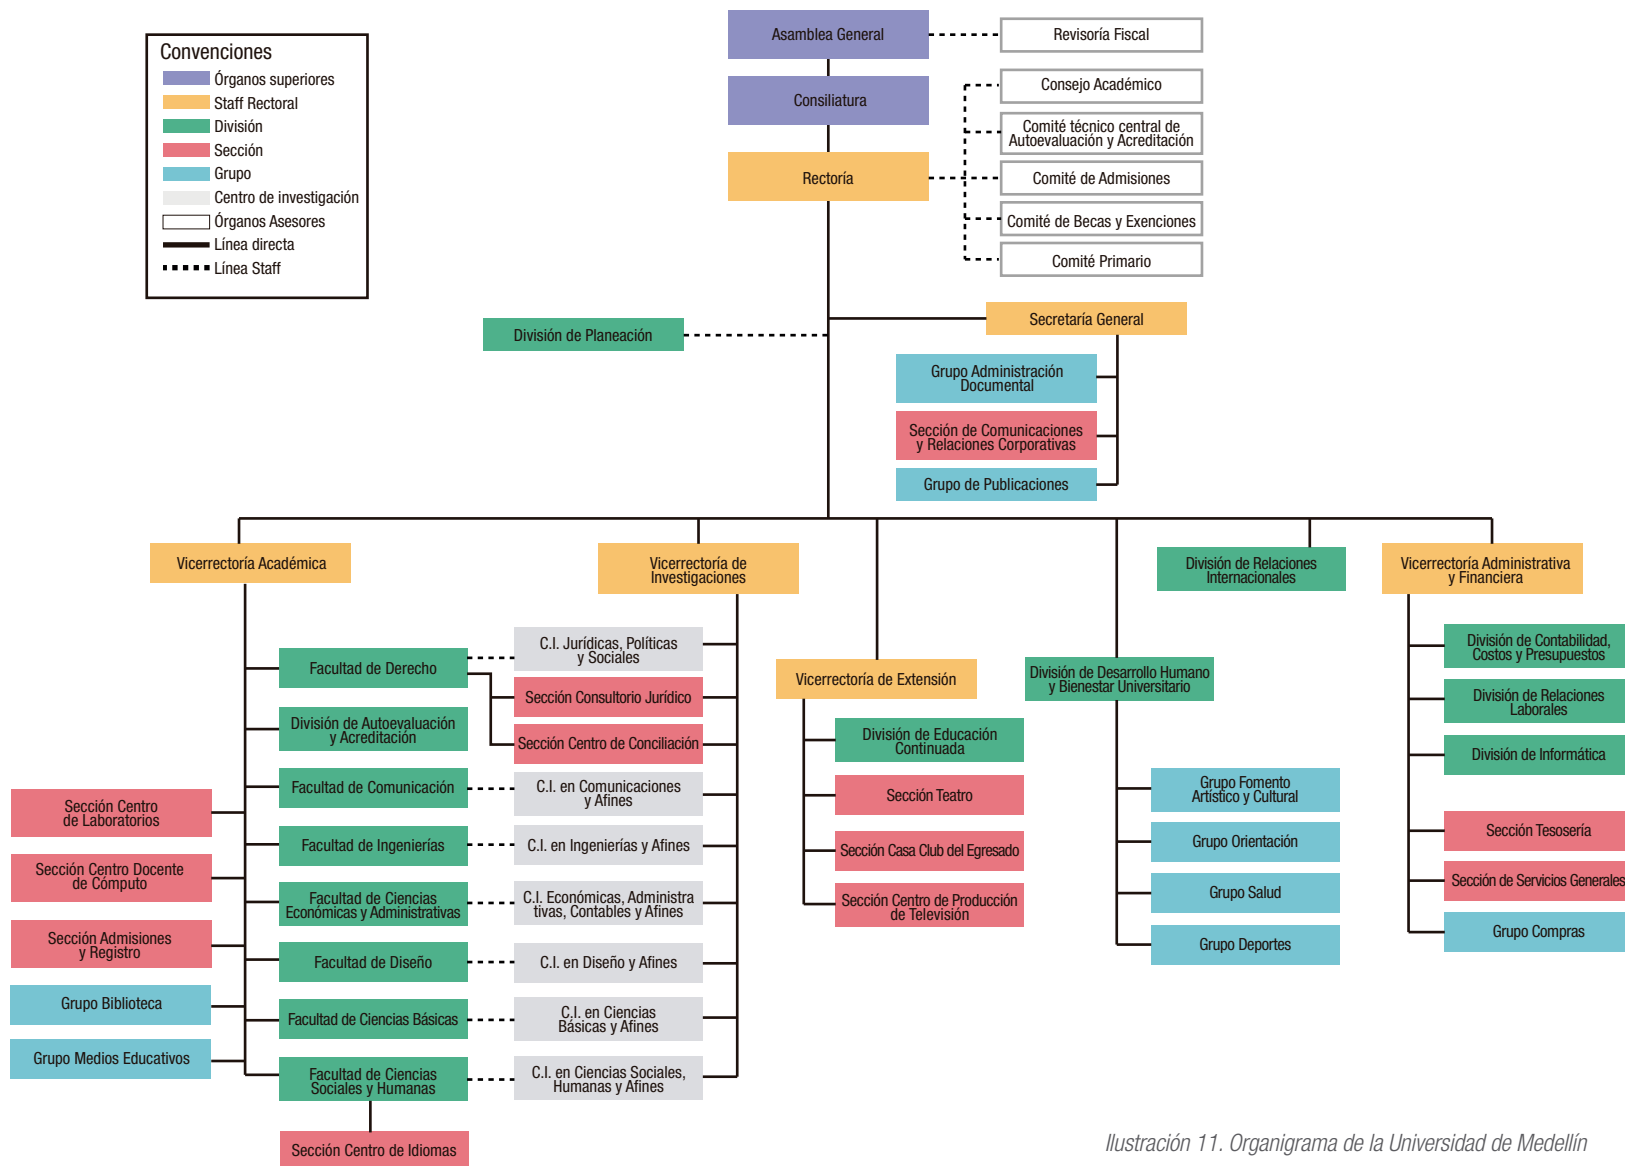 Convenciones
Órganos superiores
Staff Rectoral
División
Sección
Grupo
Centro de investigación
Órganos Asesores
Línea directa
Línea Staff
Asamblea General
Revisoría Fiscal
Consiliatura
Rectoría
Consejo Académico
Comité técnico central de
Autoevaluación y Acreditación
Comité de Admisiones
Comité de Becas y Exenciones
Comité Primario
Secretaría General
División de Planeación
Grupo Administración
Documental
Sección de Comunicaciones
y Relaciones Corporativas
Grupo de Publicaciones
Vicerrectoría Académica
Vicerrectoría de
Investigaciones
División de Relaciones
Internacionales
Vicerrectoría Administrativa
y Financiera
Facultad de Derecho
División de Autoevaluación
y Acreditación
Facultad de Comunicación
Facultad de Ingenierías
Facultad de Ciencias
Económicas y Administrativas
Facultad de Diseño
Facultad de Ciencias Básicas
Facultad de Ciencias
Sociales y Humanas
Sección Centro de Idiomas
Sección Centro
de Laboratorios
Sección Centro Docente
de Cómputo
Sección Admisiones
y Registro
Grupo Biblioteca
Grupo Medios Educativos
C.I. Jurídicas, Políticas
y Sociales
Sección Consultorio Jurídico
Sección Centro de Conciliación
C.I. en Comunicaciones
y Afines
C.I. en Ingenierías y Afines
C.I. Económicas, Administra
tivas, Contables y Afines
C.I. en Diseño y Afines
C.I. en Ciencias
Básicas y Afines
C.I. en Ciencias Sociales,
Humanas y Afines
Vicerrectoría de Extensión
División de Educación
Continuada
Sección Teatro
Sección Casa Club del Egresado
Sección Centro de Producción
de Televisión
División de Desarrollo Humano
y Bienestar Universitario
Grupo Fomento
Artístico y Cultural
Grupo Orientación
Grupo Salud
Grupo Deportes
División de Contabilidad,
Costos y Presupuestos
División de Relaciones
Laborales
División de Informática
Sección Tesosería
Sección de Servicios Generales
Grupo Compras
Ilustración 11. Organigrama de la Universidad de Medellín